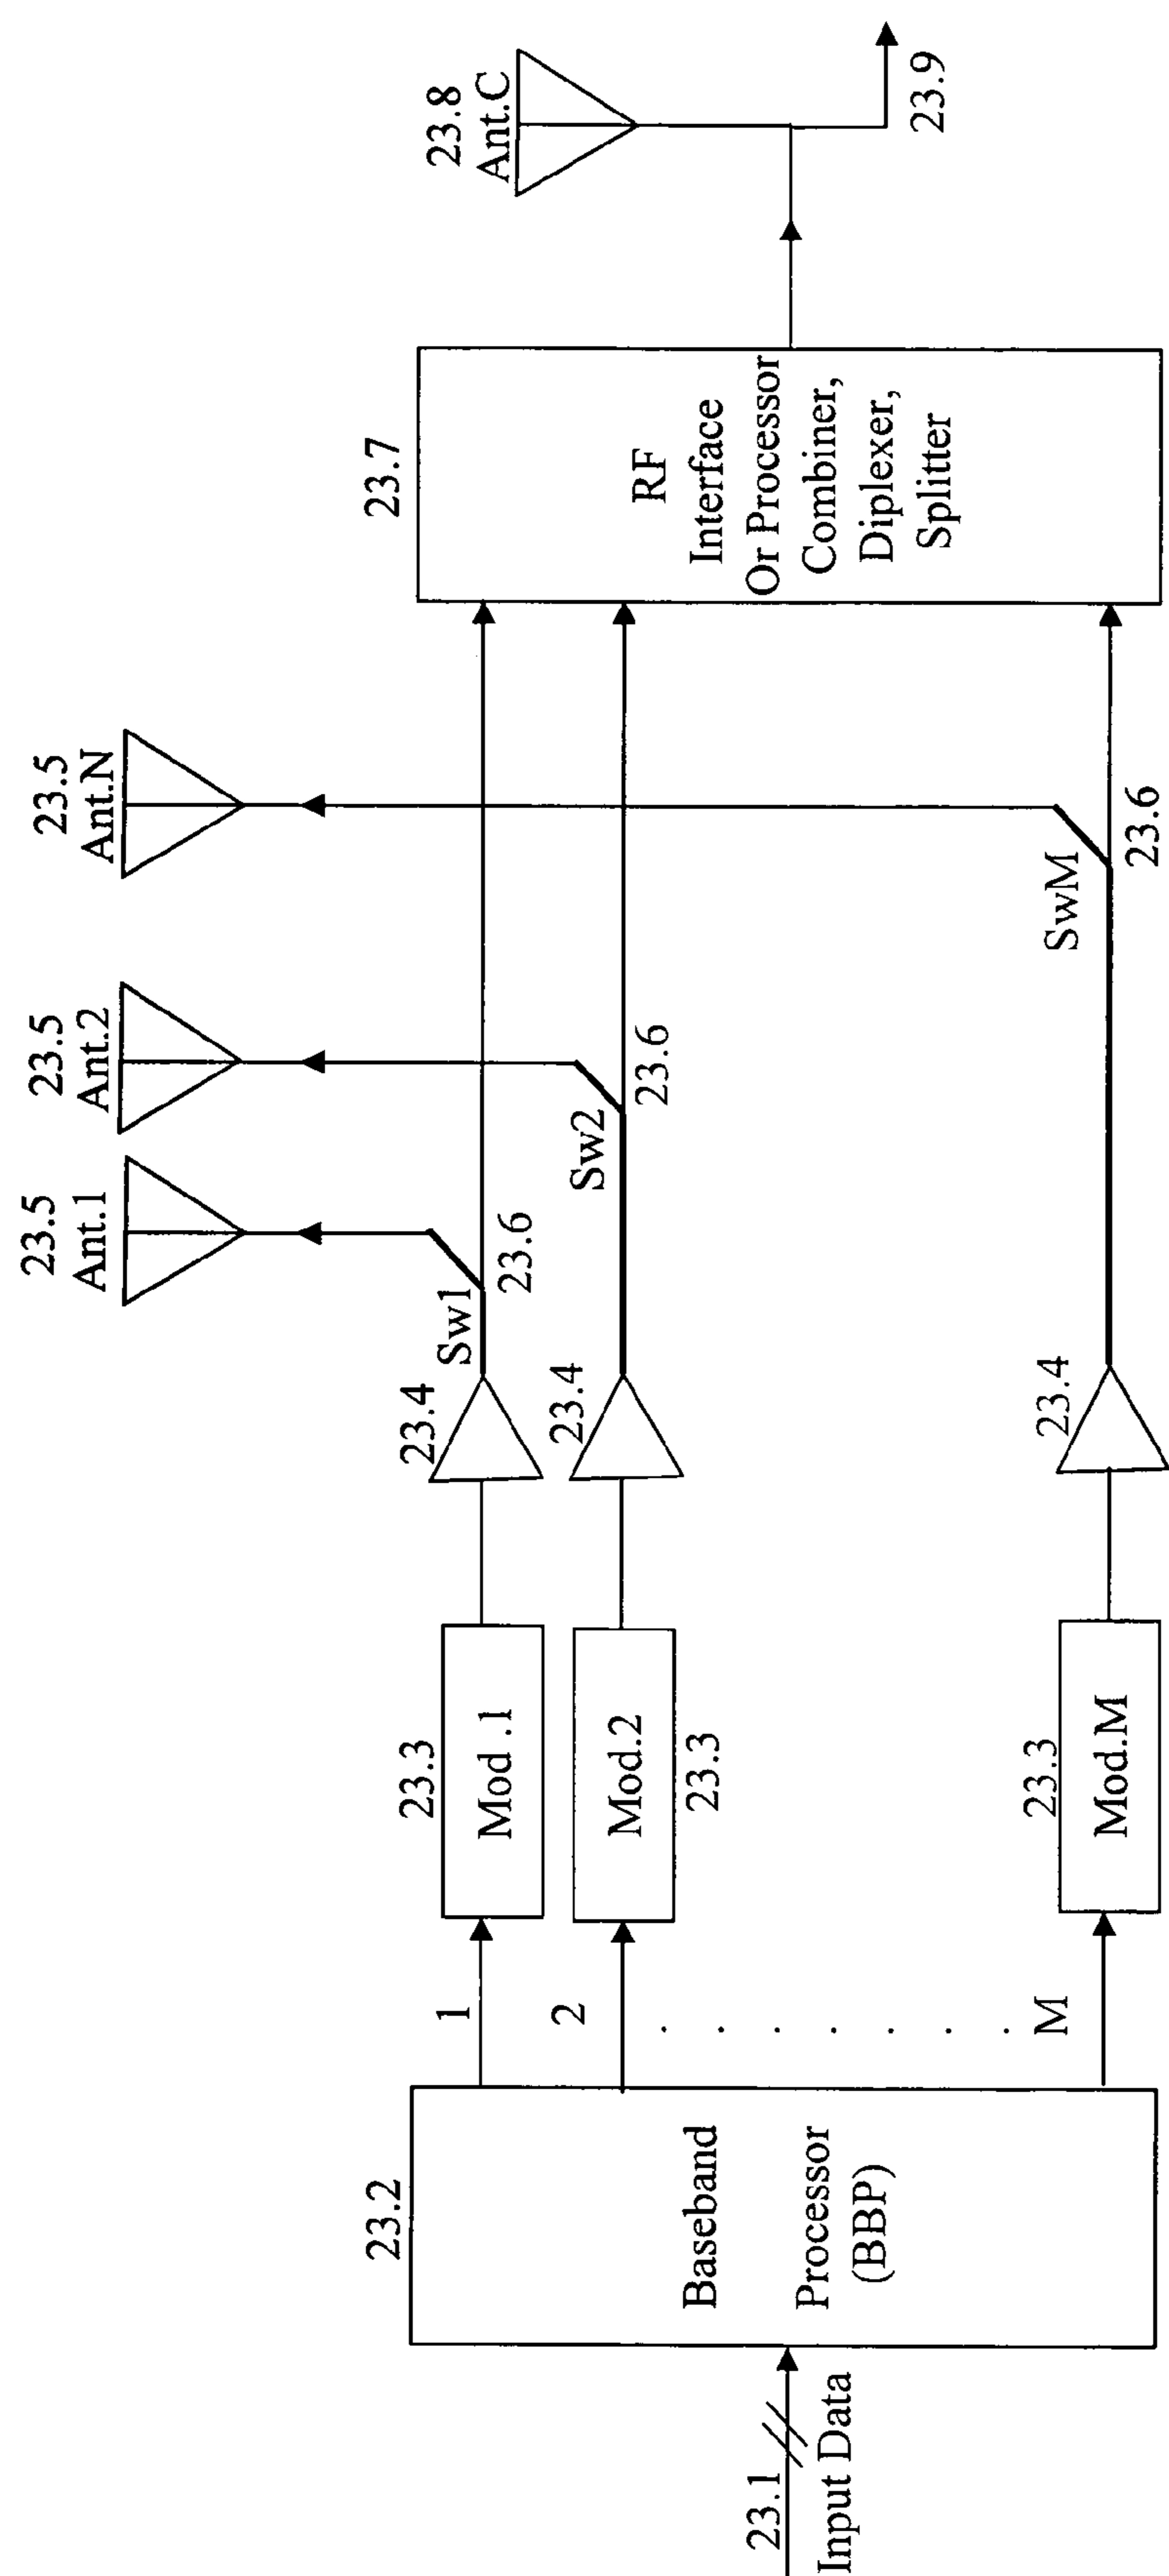 23.1
Input Data
23.2
Baseband
Processor
(BBP)
1
2
. . . . . . .
M
23.3
Mod .1
Mod.2
23.3
23.3
Mod.M
23.4
23.4
23.4
Sw1
23.6
Sw2
23.6
SwM
23.6
23.5
Ant.1
23.5
Ant.2
23.5
Ant.N
23.7
RF
Interface
Or Processor
Combiner,
Diplexer,
Splitter
23.8
Ant.C
23.9